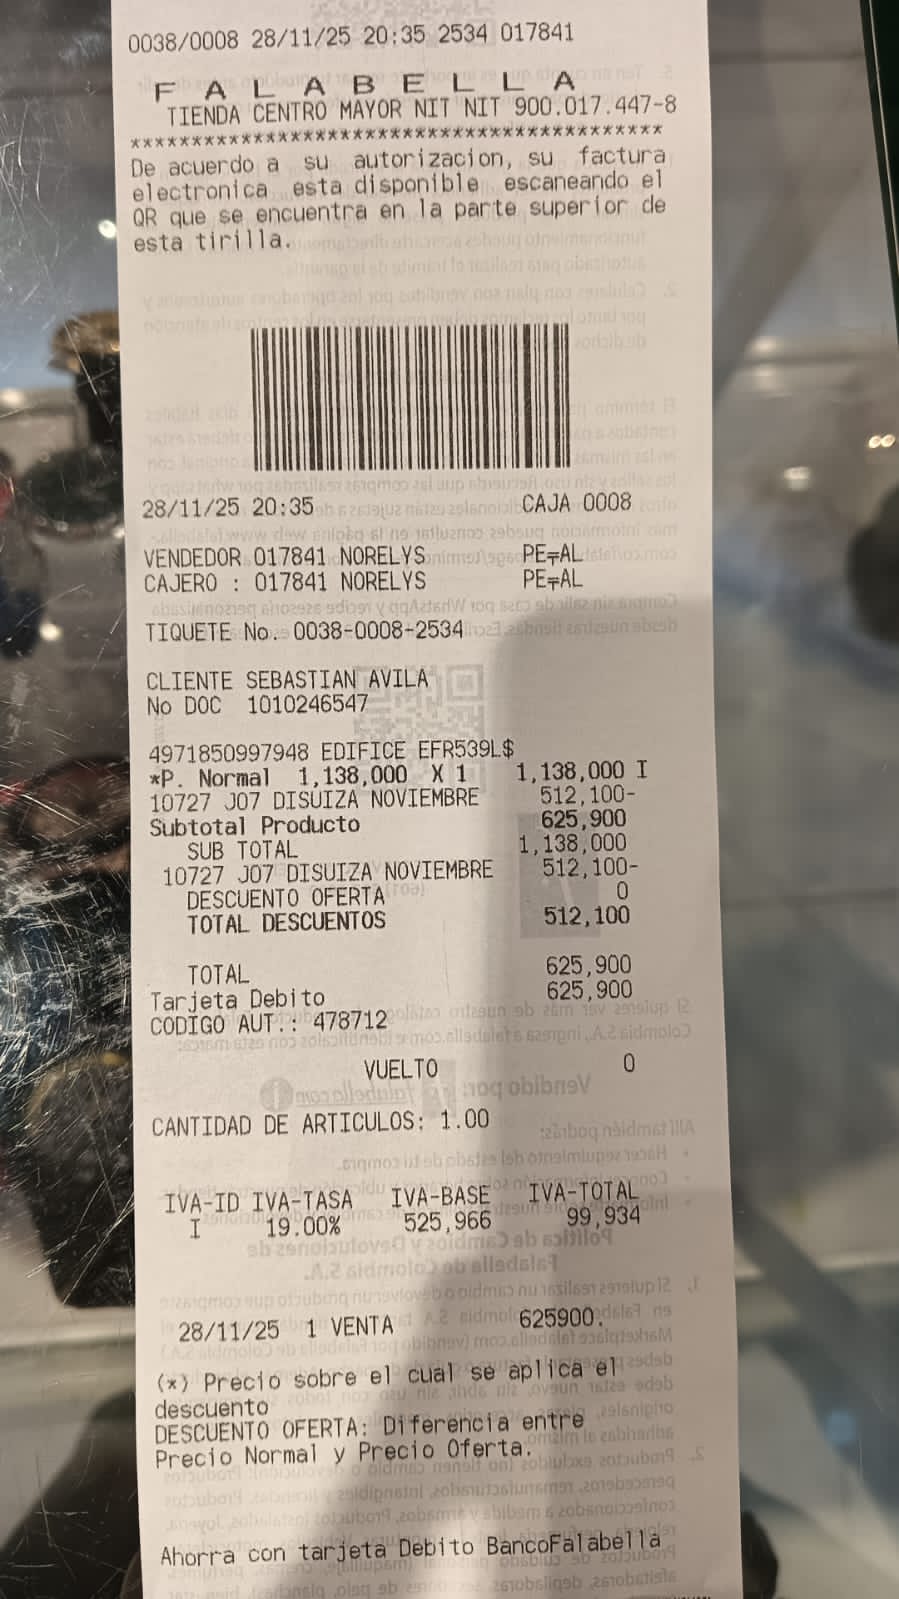 0038/0008 28/11/25 20:35 2534 017841
F A L A B E L L A
TIENDA CENTRO MAYOR NIT NIT 900.017.447-8
******************************************
De acuerdo a su autorizacion, su factura
electronica esta disponible escaneando el
QR que se encuentra en la parte superior de
esta tirilla.
28/11/25 20:35 CAJA 0008
VENDEDOR 017841 NORELYS PE╤AL
CAJERO : 017841 NORELYS PE╤AL
TIQUETE No. 0038-0008-2534
CLIENTE SEBASTIAN AVILA
No DOC 1010246547
4971850997948 EDIFICE EFR539L$
*P. Normal 1,138,000 X 1 1,138,000 I
10727 J07 DISUIZA NOVIEMBRE 512,100-
Subtotal Producto 625,900
SUB TOTAL 1,138,000
10727 J07 DISUIZA NOVIEMBRE 512,100-
DESCUENTO OFERTA 0
TOTAL DESCUENTOS 512,100
TOTAL 625,900
Tarjeta Debito 625,900
CODIGO AUT.: 478712
VUELTO 0
CANTIDAD DE ARTICULOS: 1.00
IVA-ID IVA-TASA IVA-BASE IVA-TOTAL
I 19.00% 525,966 99,934
28/11/25 1 VENTA 625900.
(*) Precio sobre el cual se aplica el
descuento
DESCUENTO OFERTA: Diferencia entre
Precio Normal y Precio Oferta.
Ahorra con tarjeta Debito BancoFalabella